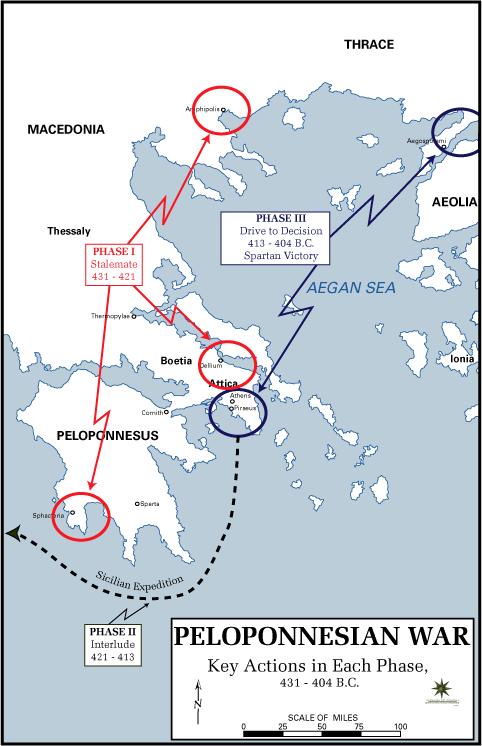 THRACE
Amphipolis
MACEDONIA
Aegospotami
AEOLIA
PHASE III
Drive to Decision
413 - 404 B.C.
Spartan Victory
Thessaly
PHASE I
Stalemate
431 - 421
AEGAN SEA
Thermopylae
Boetia
Dellium
Ionia
Attica
Athens
Piraeus
Cornith
PELOPONNESUS
Sphacteria
Sparta
Sicilian Expedition
PHASE II
Interlude
421 - 413
PELOPONNESIAN WAR
Key Actions in Each Phase,
431 - 404 B.C.
N
SCALE OF MILES
0 25 50 75 100